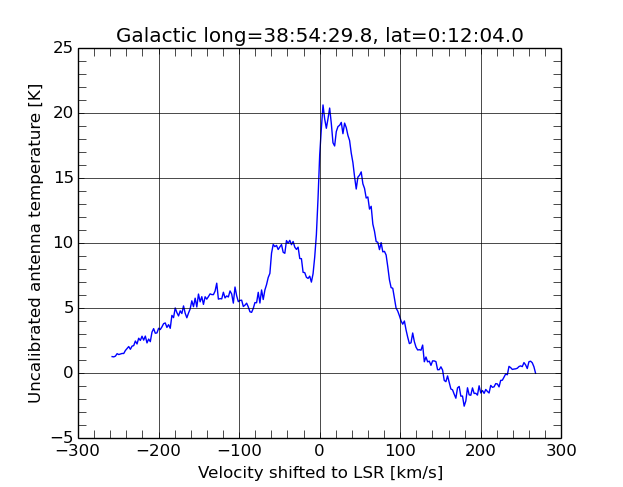 Galactic long=38:54:29.8, lat=0:12:04.0
25
20
15
10
5
0
−5
−300 −200 −100 0 100 200 300
Uncalibrated antenna temperature [K]
Velocity shifted to LSR [km/s]